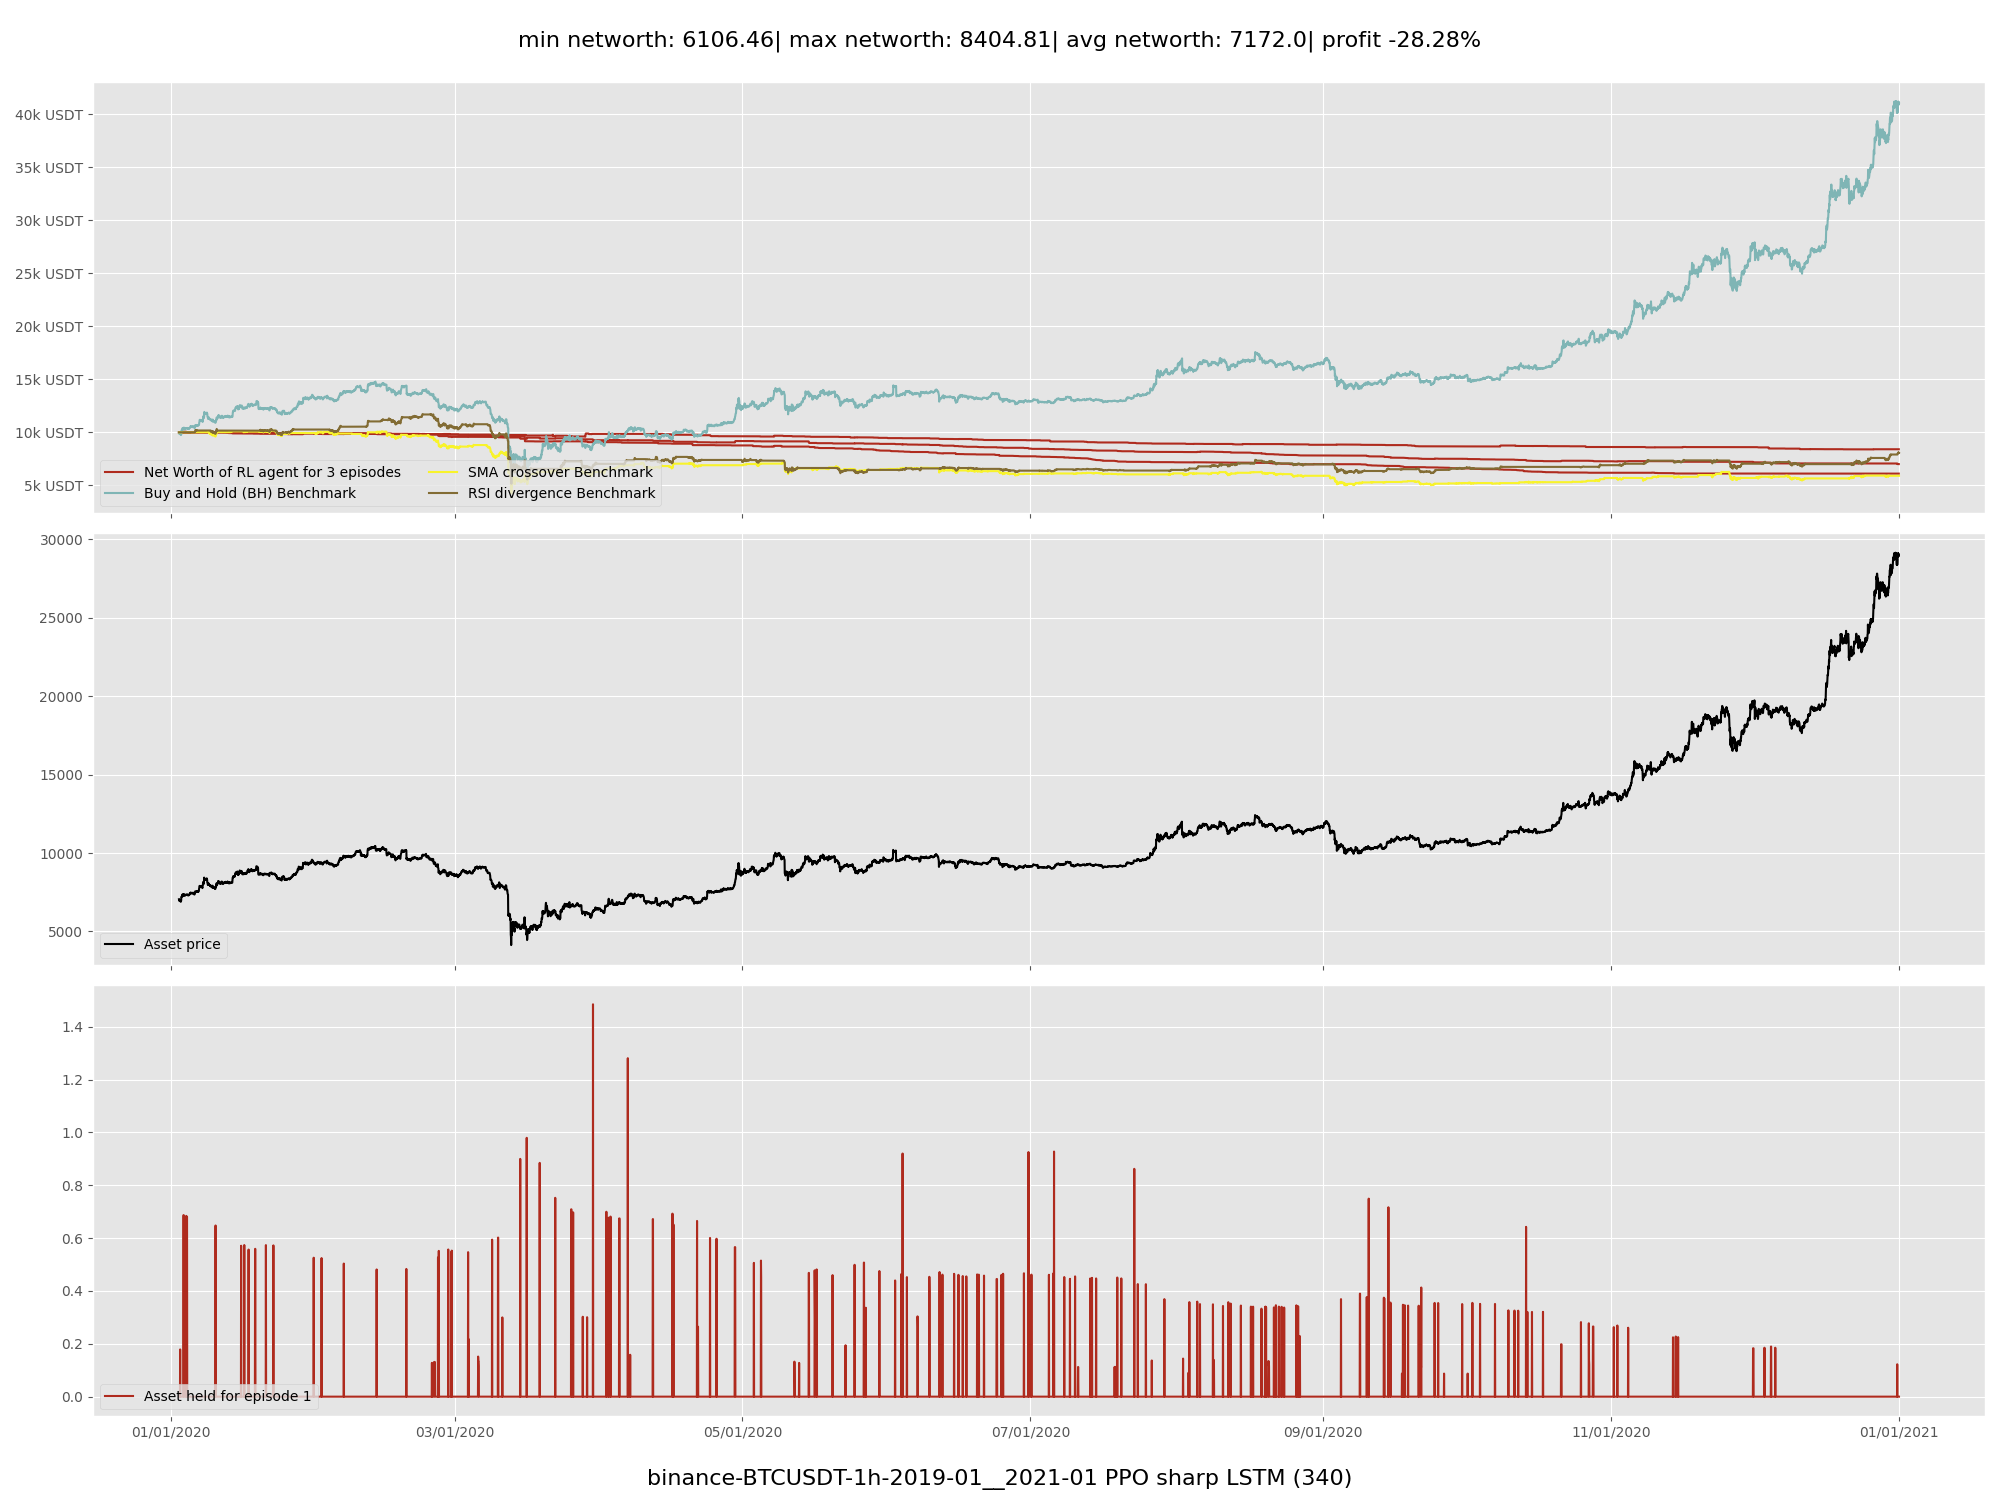 min networth: 6106.46| max networth: 8404.81| avg networth: 7172.0| profit -28.28%
40k USDT
35k USDT
30k USDT
25k USDT
20k USDT
15k USDT
10k USDT
5k USDT
Net Worth of RL agent for 3 episodes
Buy and Hold (BH) Benchmark
SMA crossover Benchmark
RSI divergence Benchmark
30000
25000
20000
15000
10000
5000
Asset price
1.4
1.2
1.0
0.8
0.6
0.4
0.2
0.0
Asset held for episode 1
01/01/2020 03/01/2020 05/01/2020 07/01/2020 09/01/2020 11/01/2020 01/01/2021
binance-BTCUSDT-1h-2019-01__2021-01 PPO sharp LSTM (340)